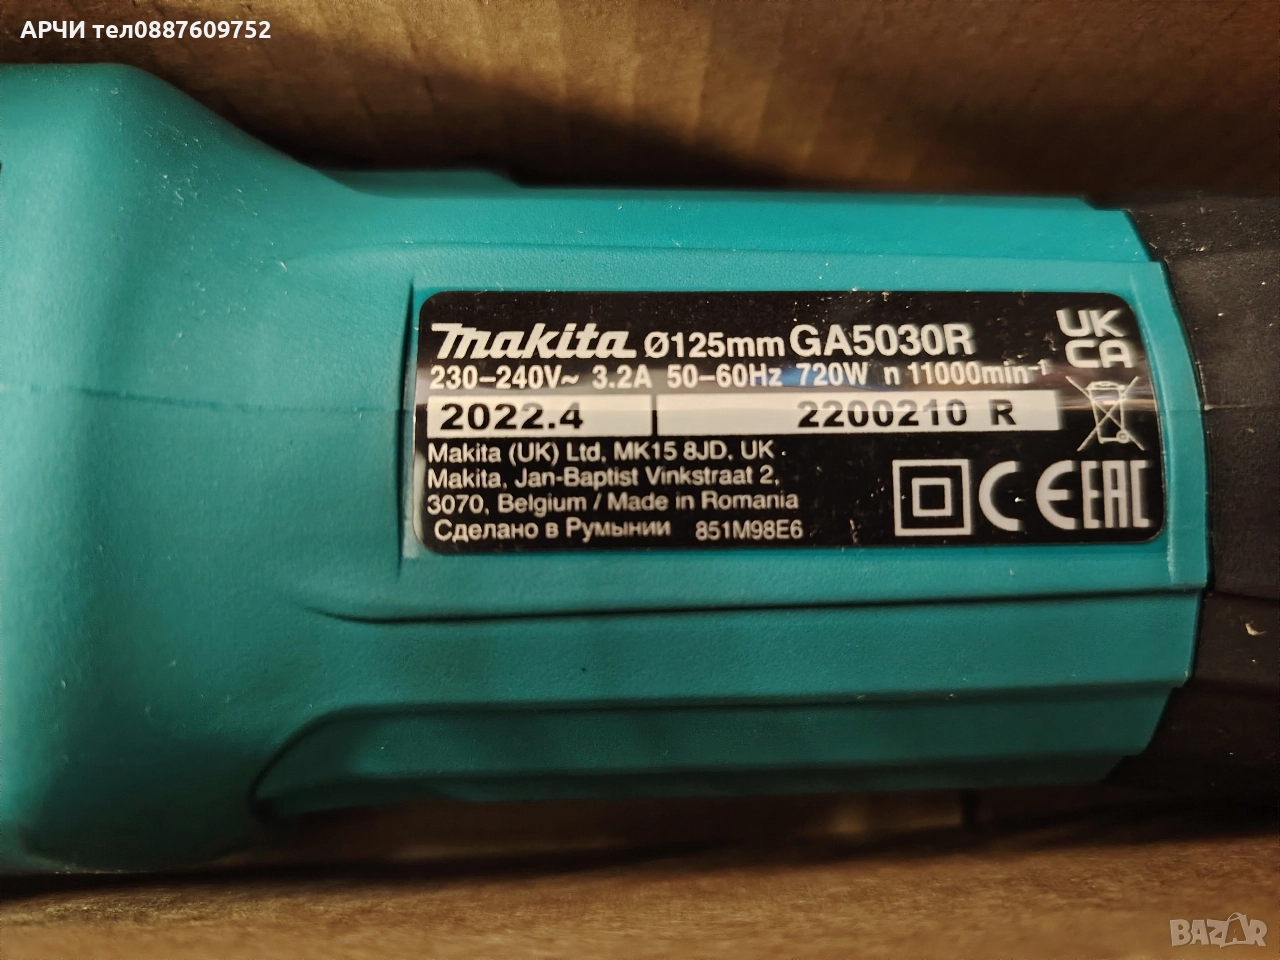 АРЧИ тел0887609752
makita Ø125mm GA5030R
UK CA
230-240V~ 3.2A 50-60Hz 720W n 11000min⁻¹
2022.4 2200210 R
Makita (UK) Ltd, MK15 8JD, UK.
Makita, Jan-Baptist Vinkstraat 2,
3070, Belgium / Made in Romania
Сделано в Румынии 851M98E6
CE EAC
BAZAR